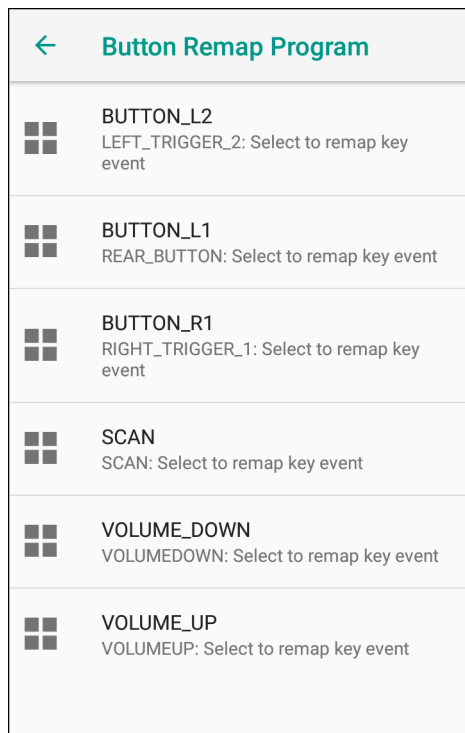 Button Remap Program
BUTTON_L2
LEFT_TRIGGER_2: Select to remap key
event
BUTTON_L1
REAR_BUTTON: Select to remap key event
BUTTON_R1
RIGHT_TRIGGER_1: Select to remap key
event
SCAN
SCAN: Select to remap key event
VOLUME_DOWN
VOLUMEDOWN: Select to remap key event
VOLUME_UP
VOLUMEUP: Select to remap key event